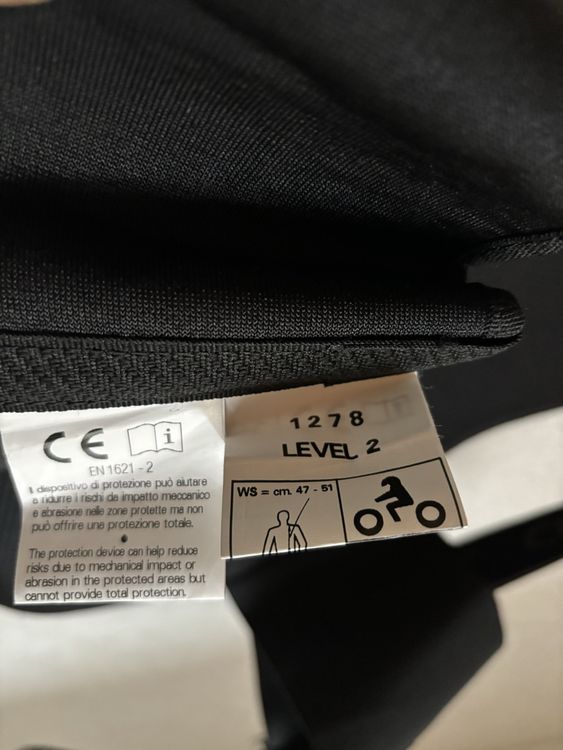 CE i
EN 1621 - 2
Il dispositivo di protezione può aiutare
a ridurre i rischi da impatto meccanico
e abrasione nelle zone protette ma non
può offrire una protezione totale.
The protection device can help reduce
risks due to mechanical impact or
abrasion in the protected areas but
cannot provide total protection.
1278
LEVEL 2
WS = cm. 47 - 51